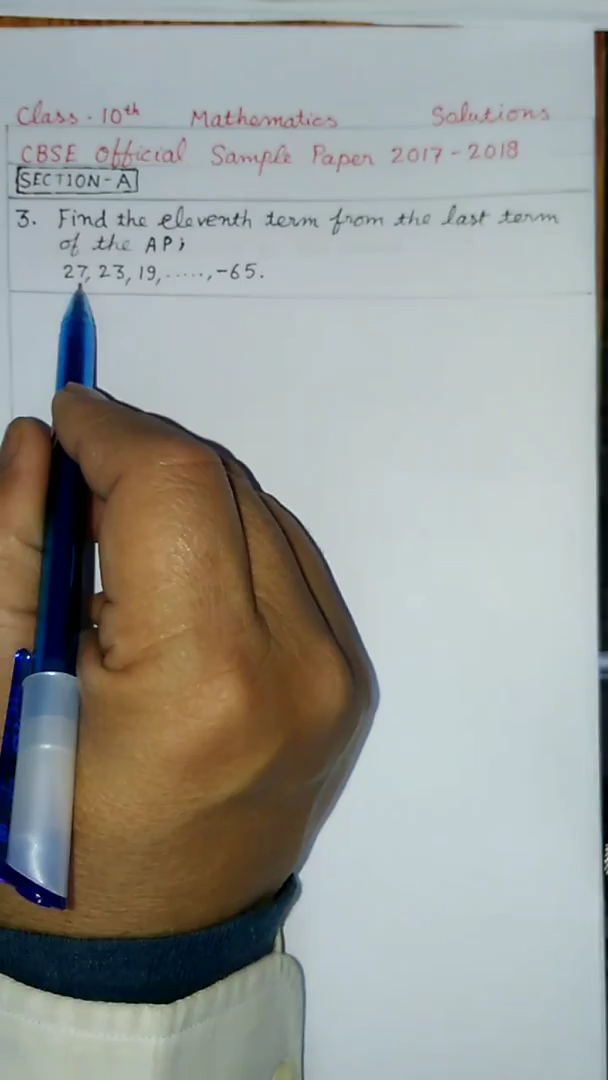 Class. 10th Mathematics Solutions
CBSE Official Sample Paper 2017-2018
SECTION-A
3. Find the eleventh term from the last term
of the AP;
27, 23, 19, ....., -65.